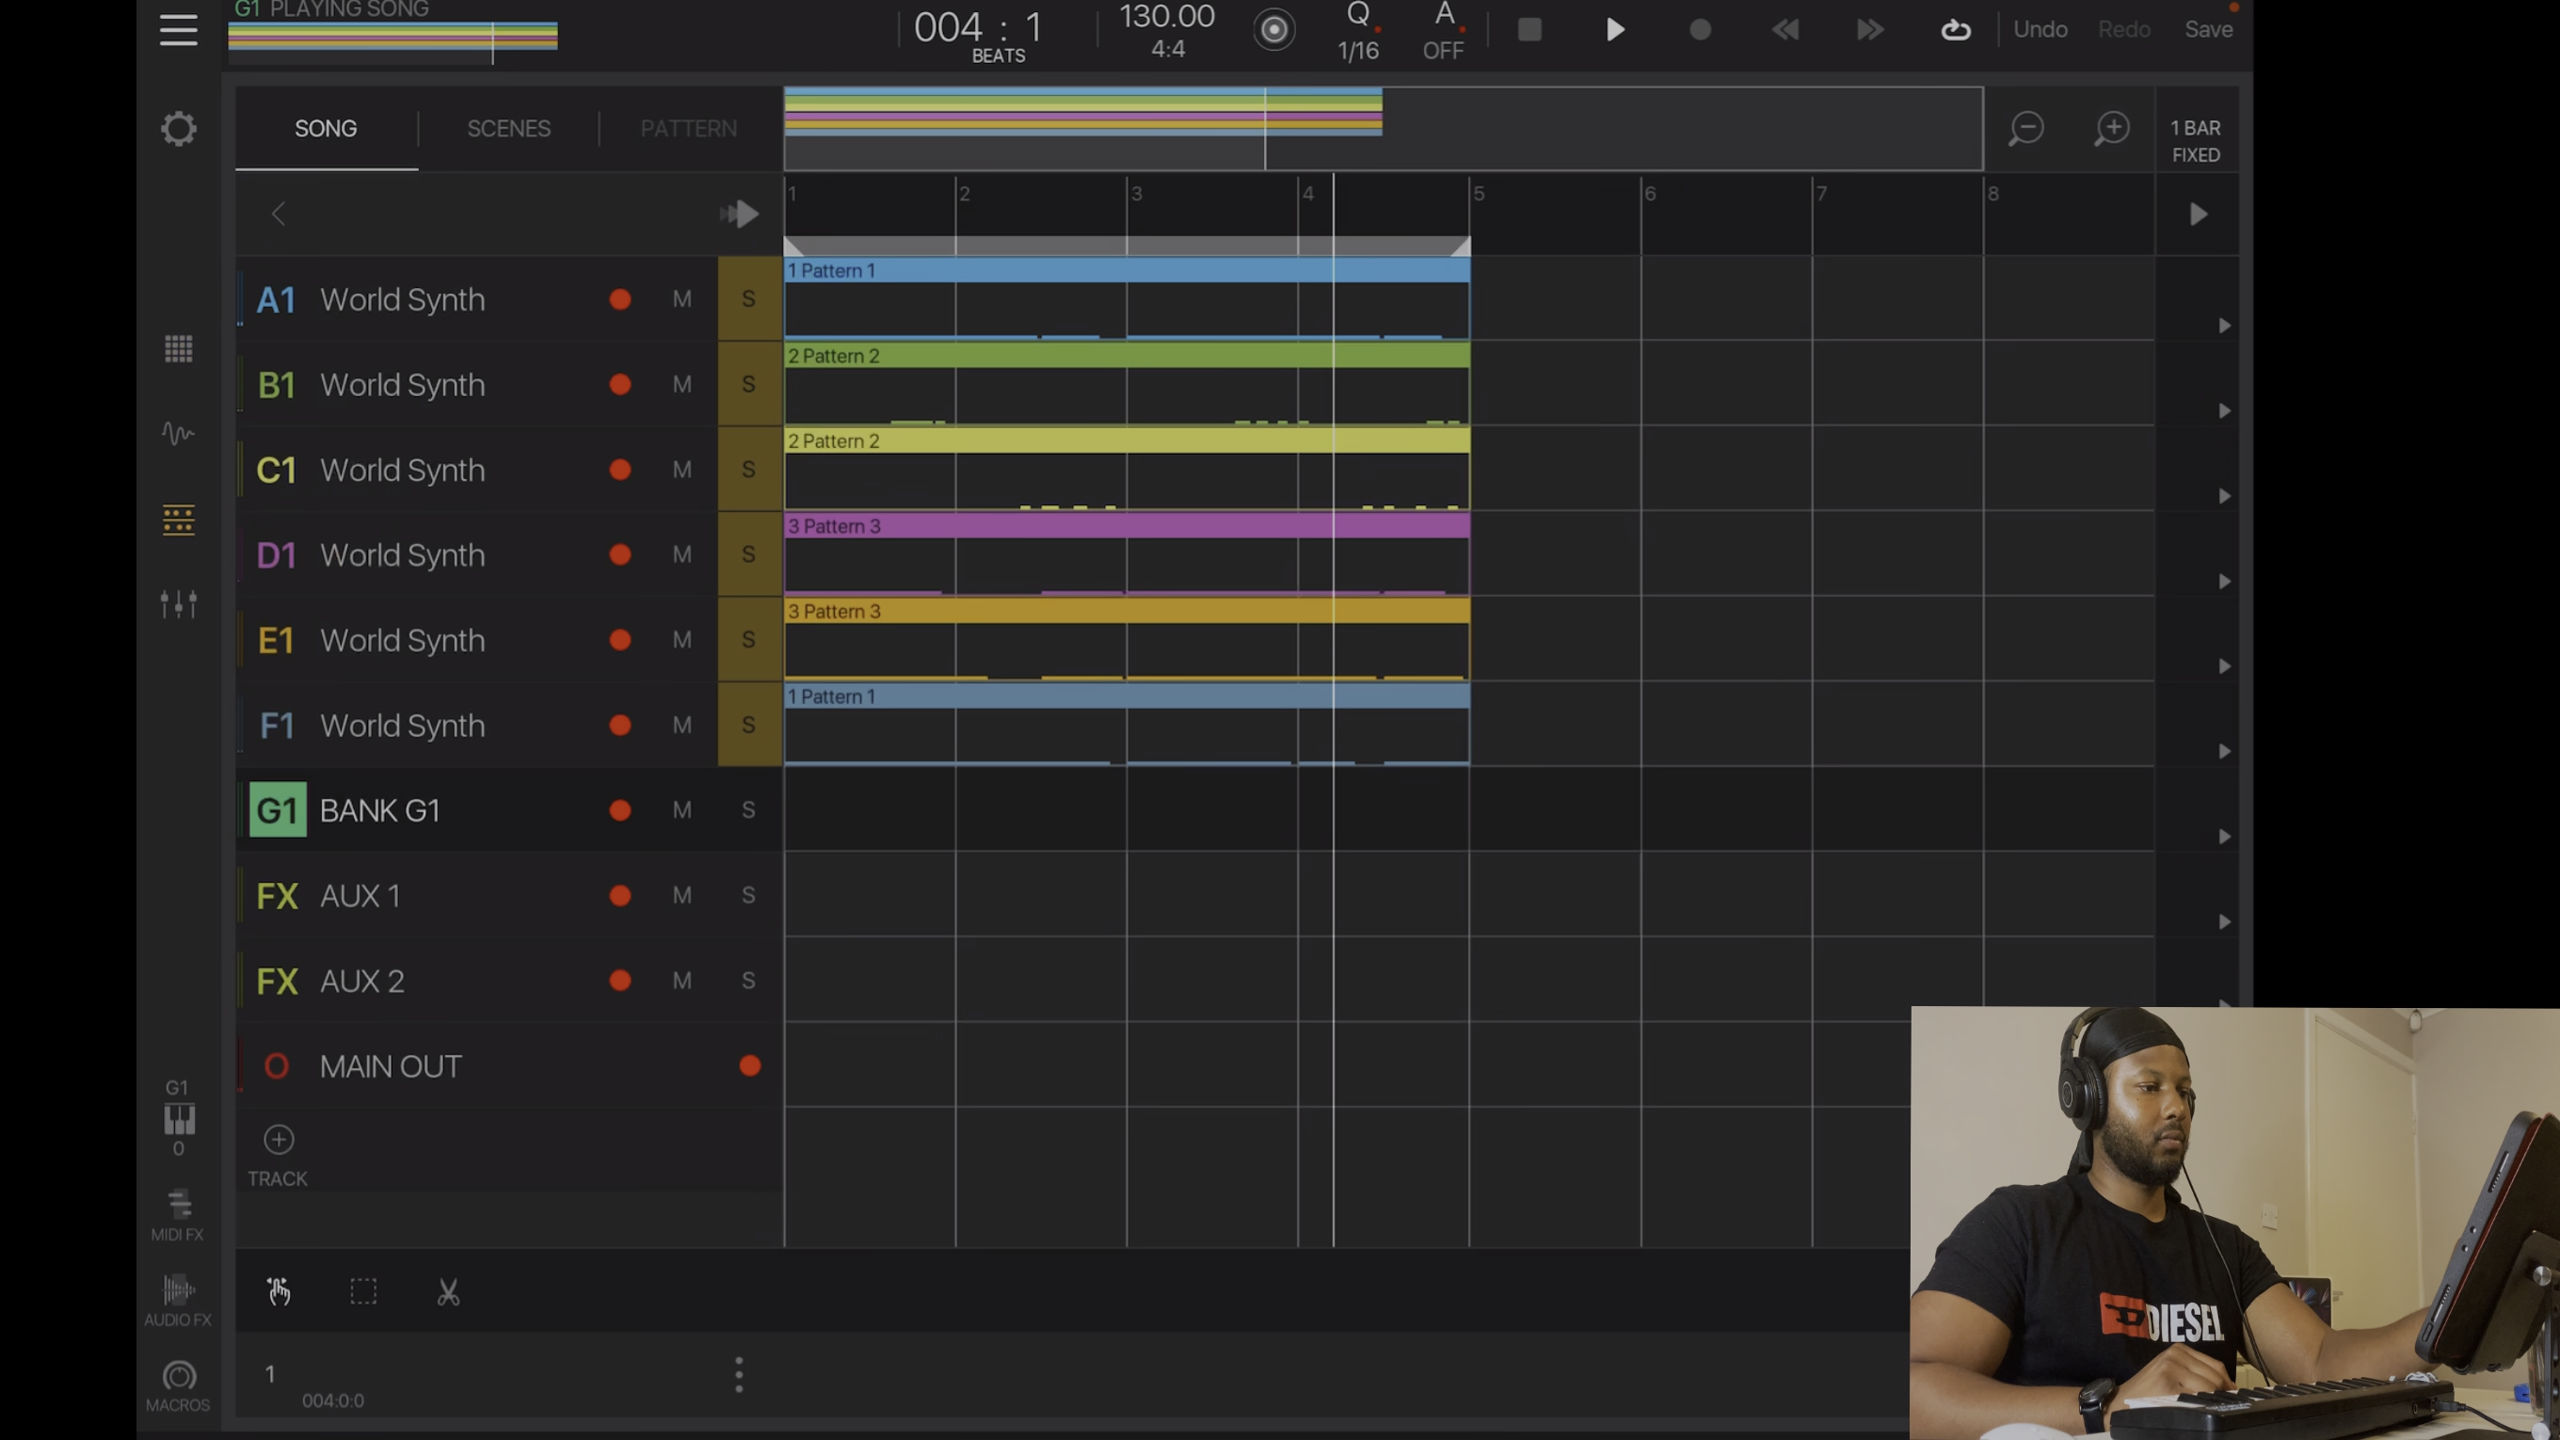 G1 PLAYING SONG
004 : 1
BEATS
130.00
4:4
Q
1/16
A
OFF
Undo
Redo
Save
SONG
SCENES
PATTERN
1 BAR
FIXED
1
2
3
4
5
6
7
8
A1 World Synth M S
1 Pattern 1
B1 World Synth M S
2 Pattern 2
C1 World Synth M S
2 Pattern 2
D1 World Synth M S
3 Pattern 3
E1 World Synth M S
3 Pattern 3
F1 World Synth M S
1 Pattern 1
G1 BANK G1 M S
FX AUX 1 M S
FX AUX 2 M S
O MAIN OUT
TRACK
G1
0
MIDI FX
AUDIO FX
MACROS
1
004:0:0
DIESEL